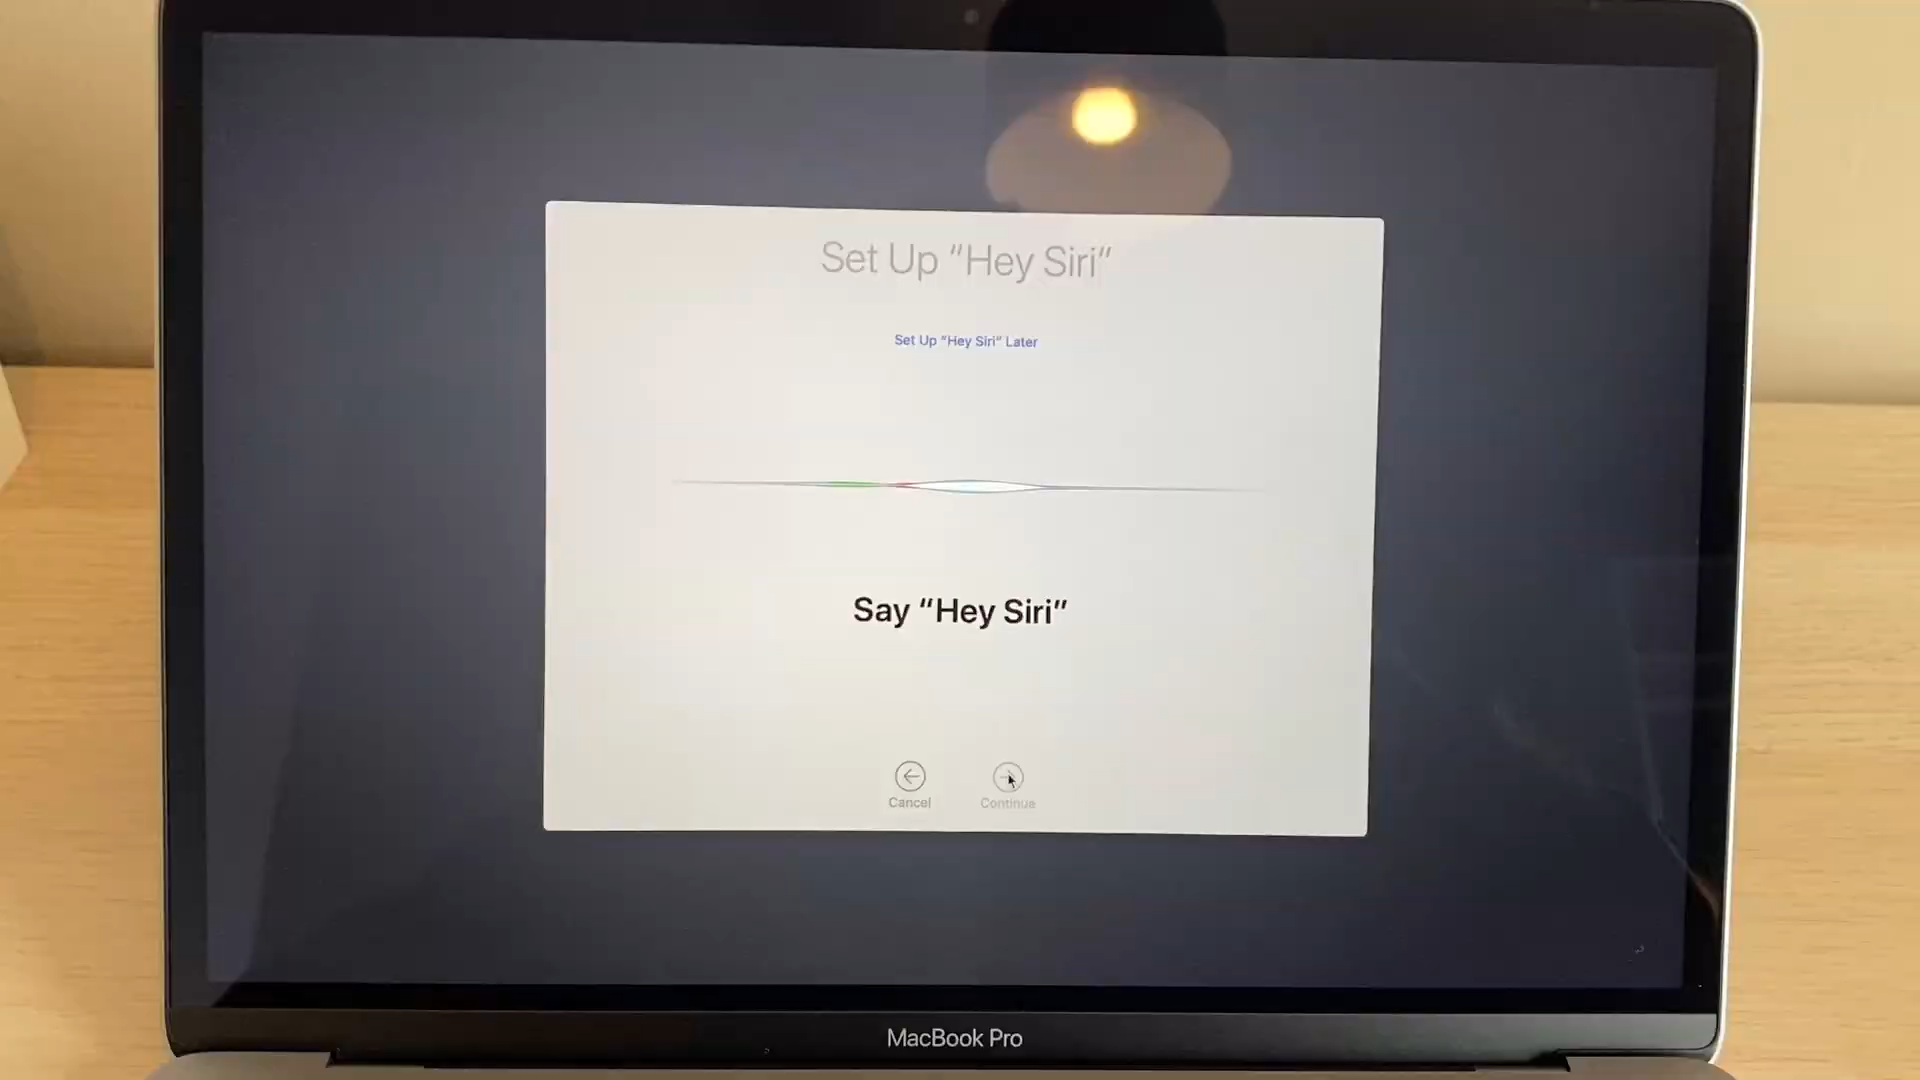 Set Up “Hey Siri”
Set Up “Hey Siri” Later
Say “Hey Siri”
Cancel
Continue
MacBook Pro